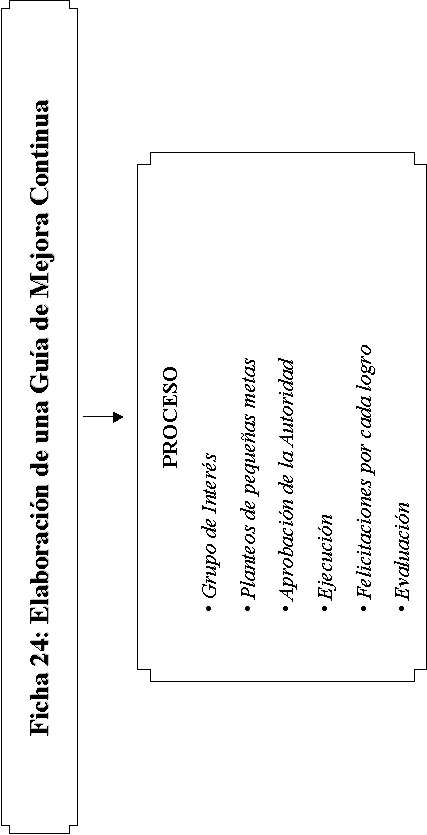 Ficha 24: Elaboración de una Guía de Mejora Continua
PROCESO
• Grupo de Interés
• Planteos de pequeñas metas
• Aprobación de la Autoridad
• Ejecución
• Felicitaciones por cada logro
• Evaluación